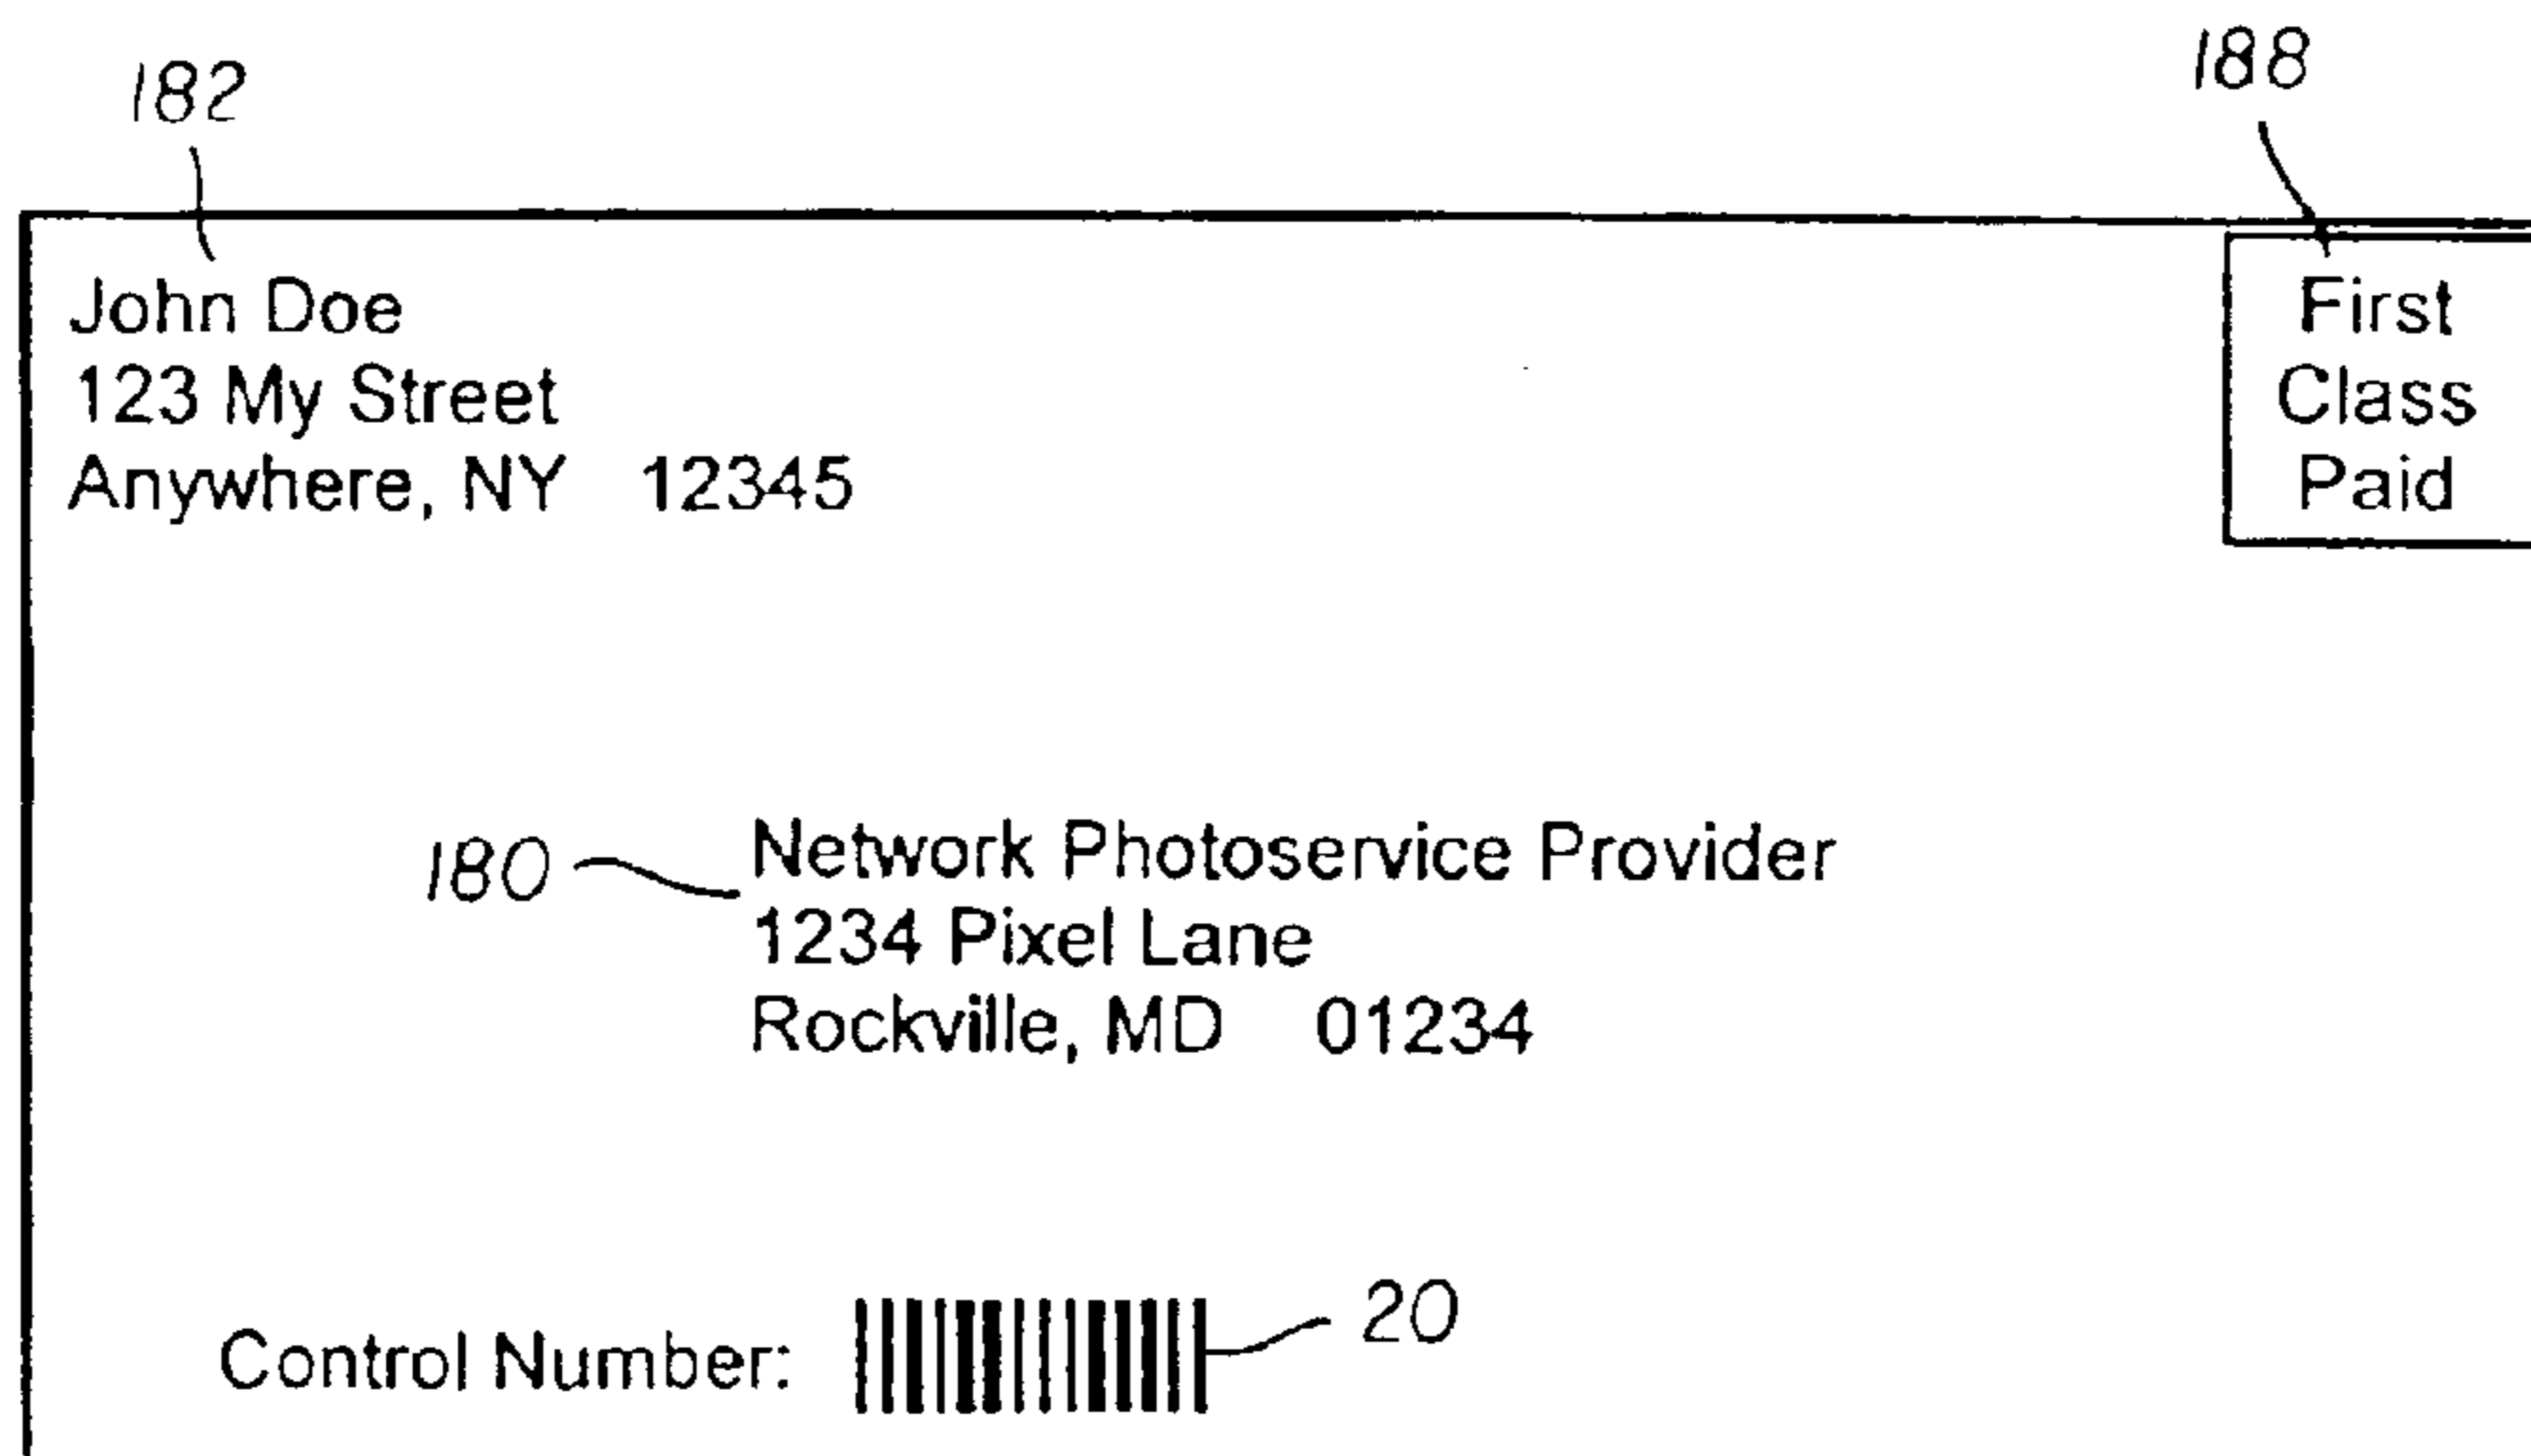 182
188
John Doe
123 My Street
Anywhere, NY 12345
First
Class
Paid
180
Network Photoservice Provider
1234 Pixel Lane
Rockville, MD 01234
Control Number:
20